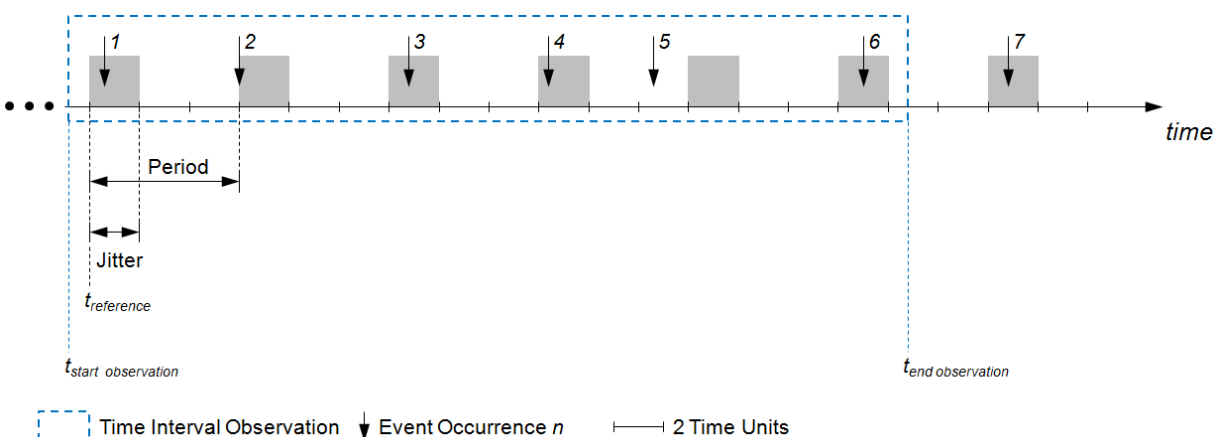 1 2 3 4 5 6 7
time
Period
Jitter
treference
tstart observation
tend observation
Time Interval Observation Event Occurrence n 2 Time Units